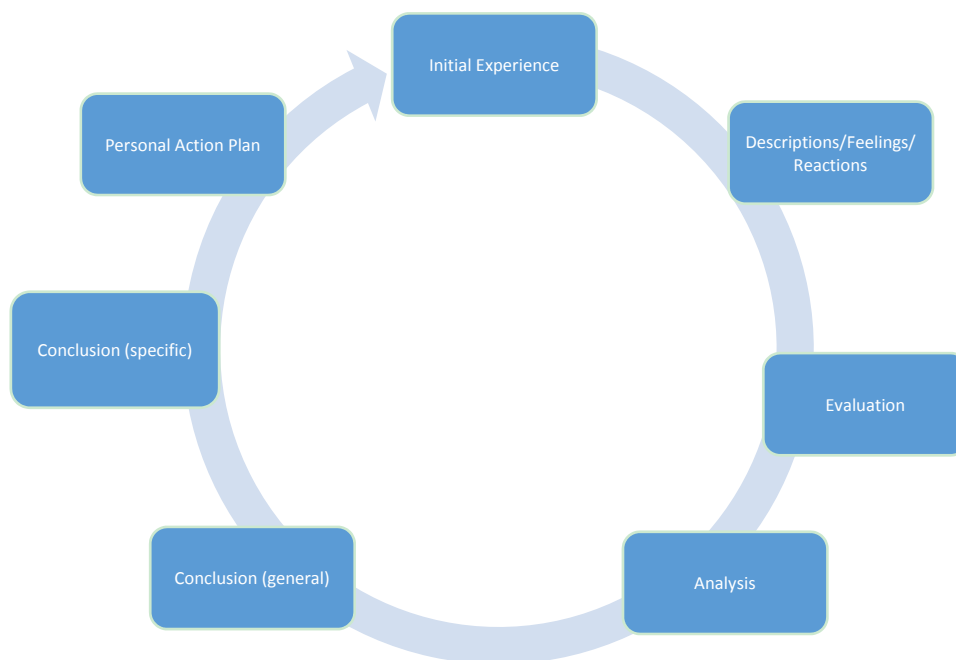 Initial Experience
Descriptions/Feelings/
Reactions
Evaluation
Analysis
Conclusion (general)
Conclusion (specific)
Personal Action Plan